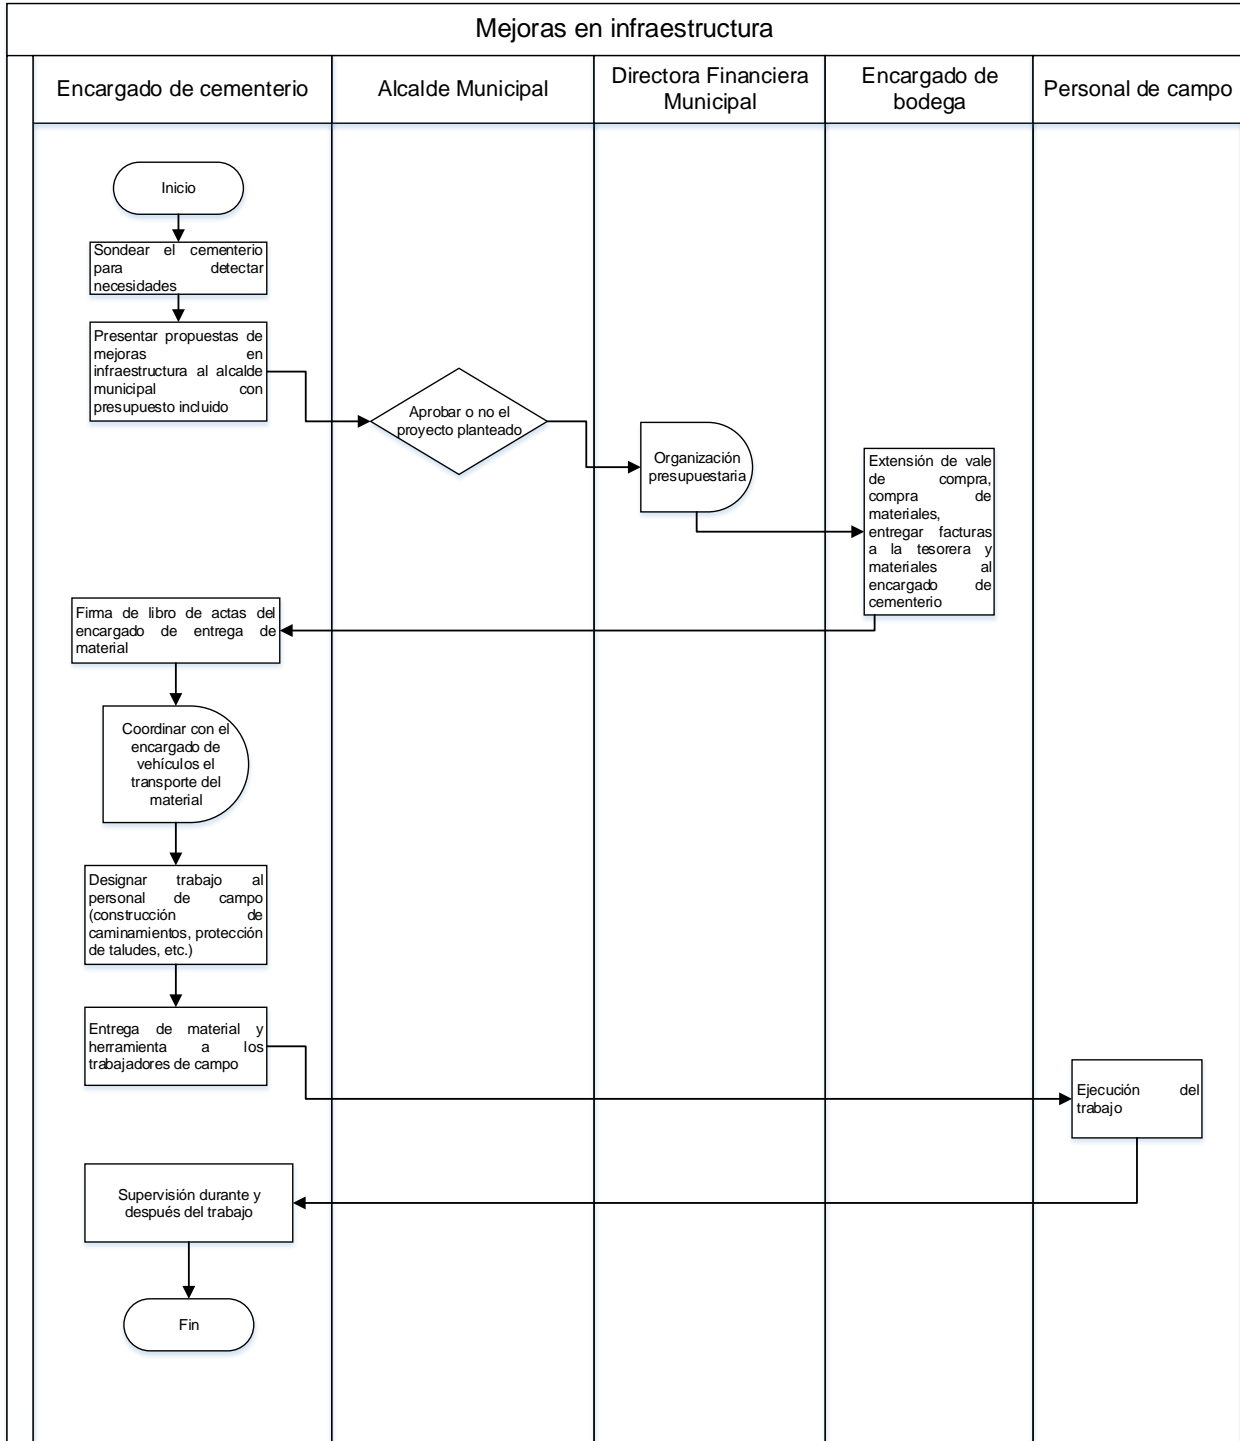 Mejoras en infraestructura
Encargado de cementerio
Alcalde Municipal
Directora Financiera
Municipal
Encargado de
bodega
Personal de campo
Inicio
Sondear el cementerio
para detectar
necesidades
Presentar propuestas de
mejoras en
infraestructura al alcalde
municipal con
presupuesto incluido
Aprobar o no el
proyecto planteado
Organización
presupuestaria
Extensión de vale
de compra,
compra de
materiales,
entregar facturas
a la tesorera y
materiales al
encargado de
cementerio
Firma de libro de actas del
encargado de entrega de
material
Coordinar con el
encargado de
vehículos el
transporte del
material
Designar trabajo al
personal de campo
(construcción de
caminamientos, protección
de taludes, etc.)
Entrega de material y
herramienta a los
trabajadores de campo
Ejecución del
trabajo
Supervisión durante y
después del trabajo
Fin